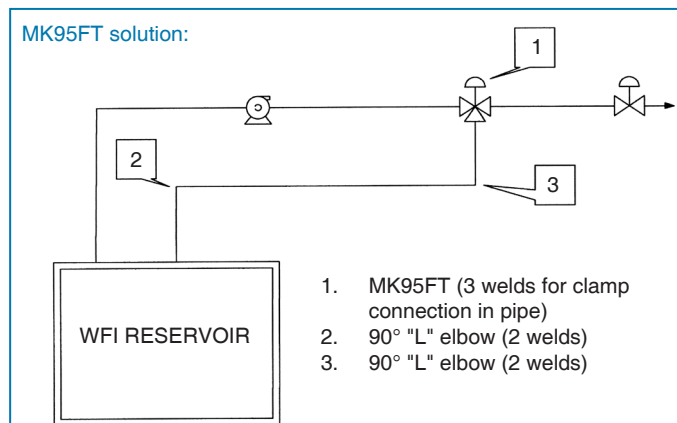 MK95FT solution:
1
2
3
WFI RESERVOIR
1. MK95FT (3 welds for clamp
connection in pipe)
2. 90° "L" elbow (2 welds)
3. 90° "L" elbow (2 welds)